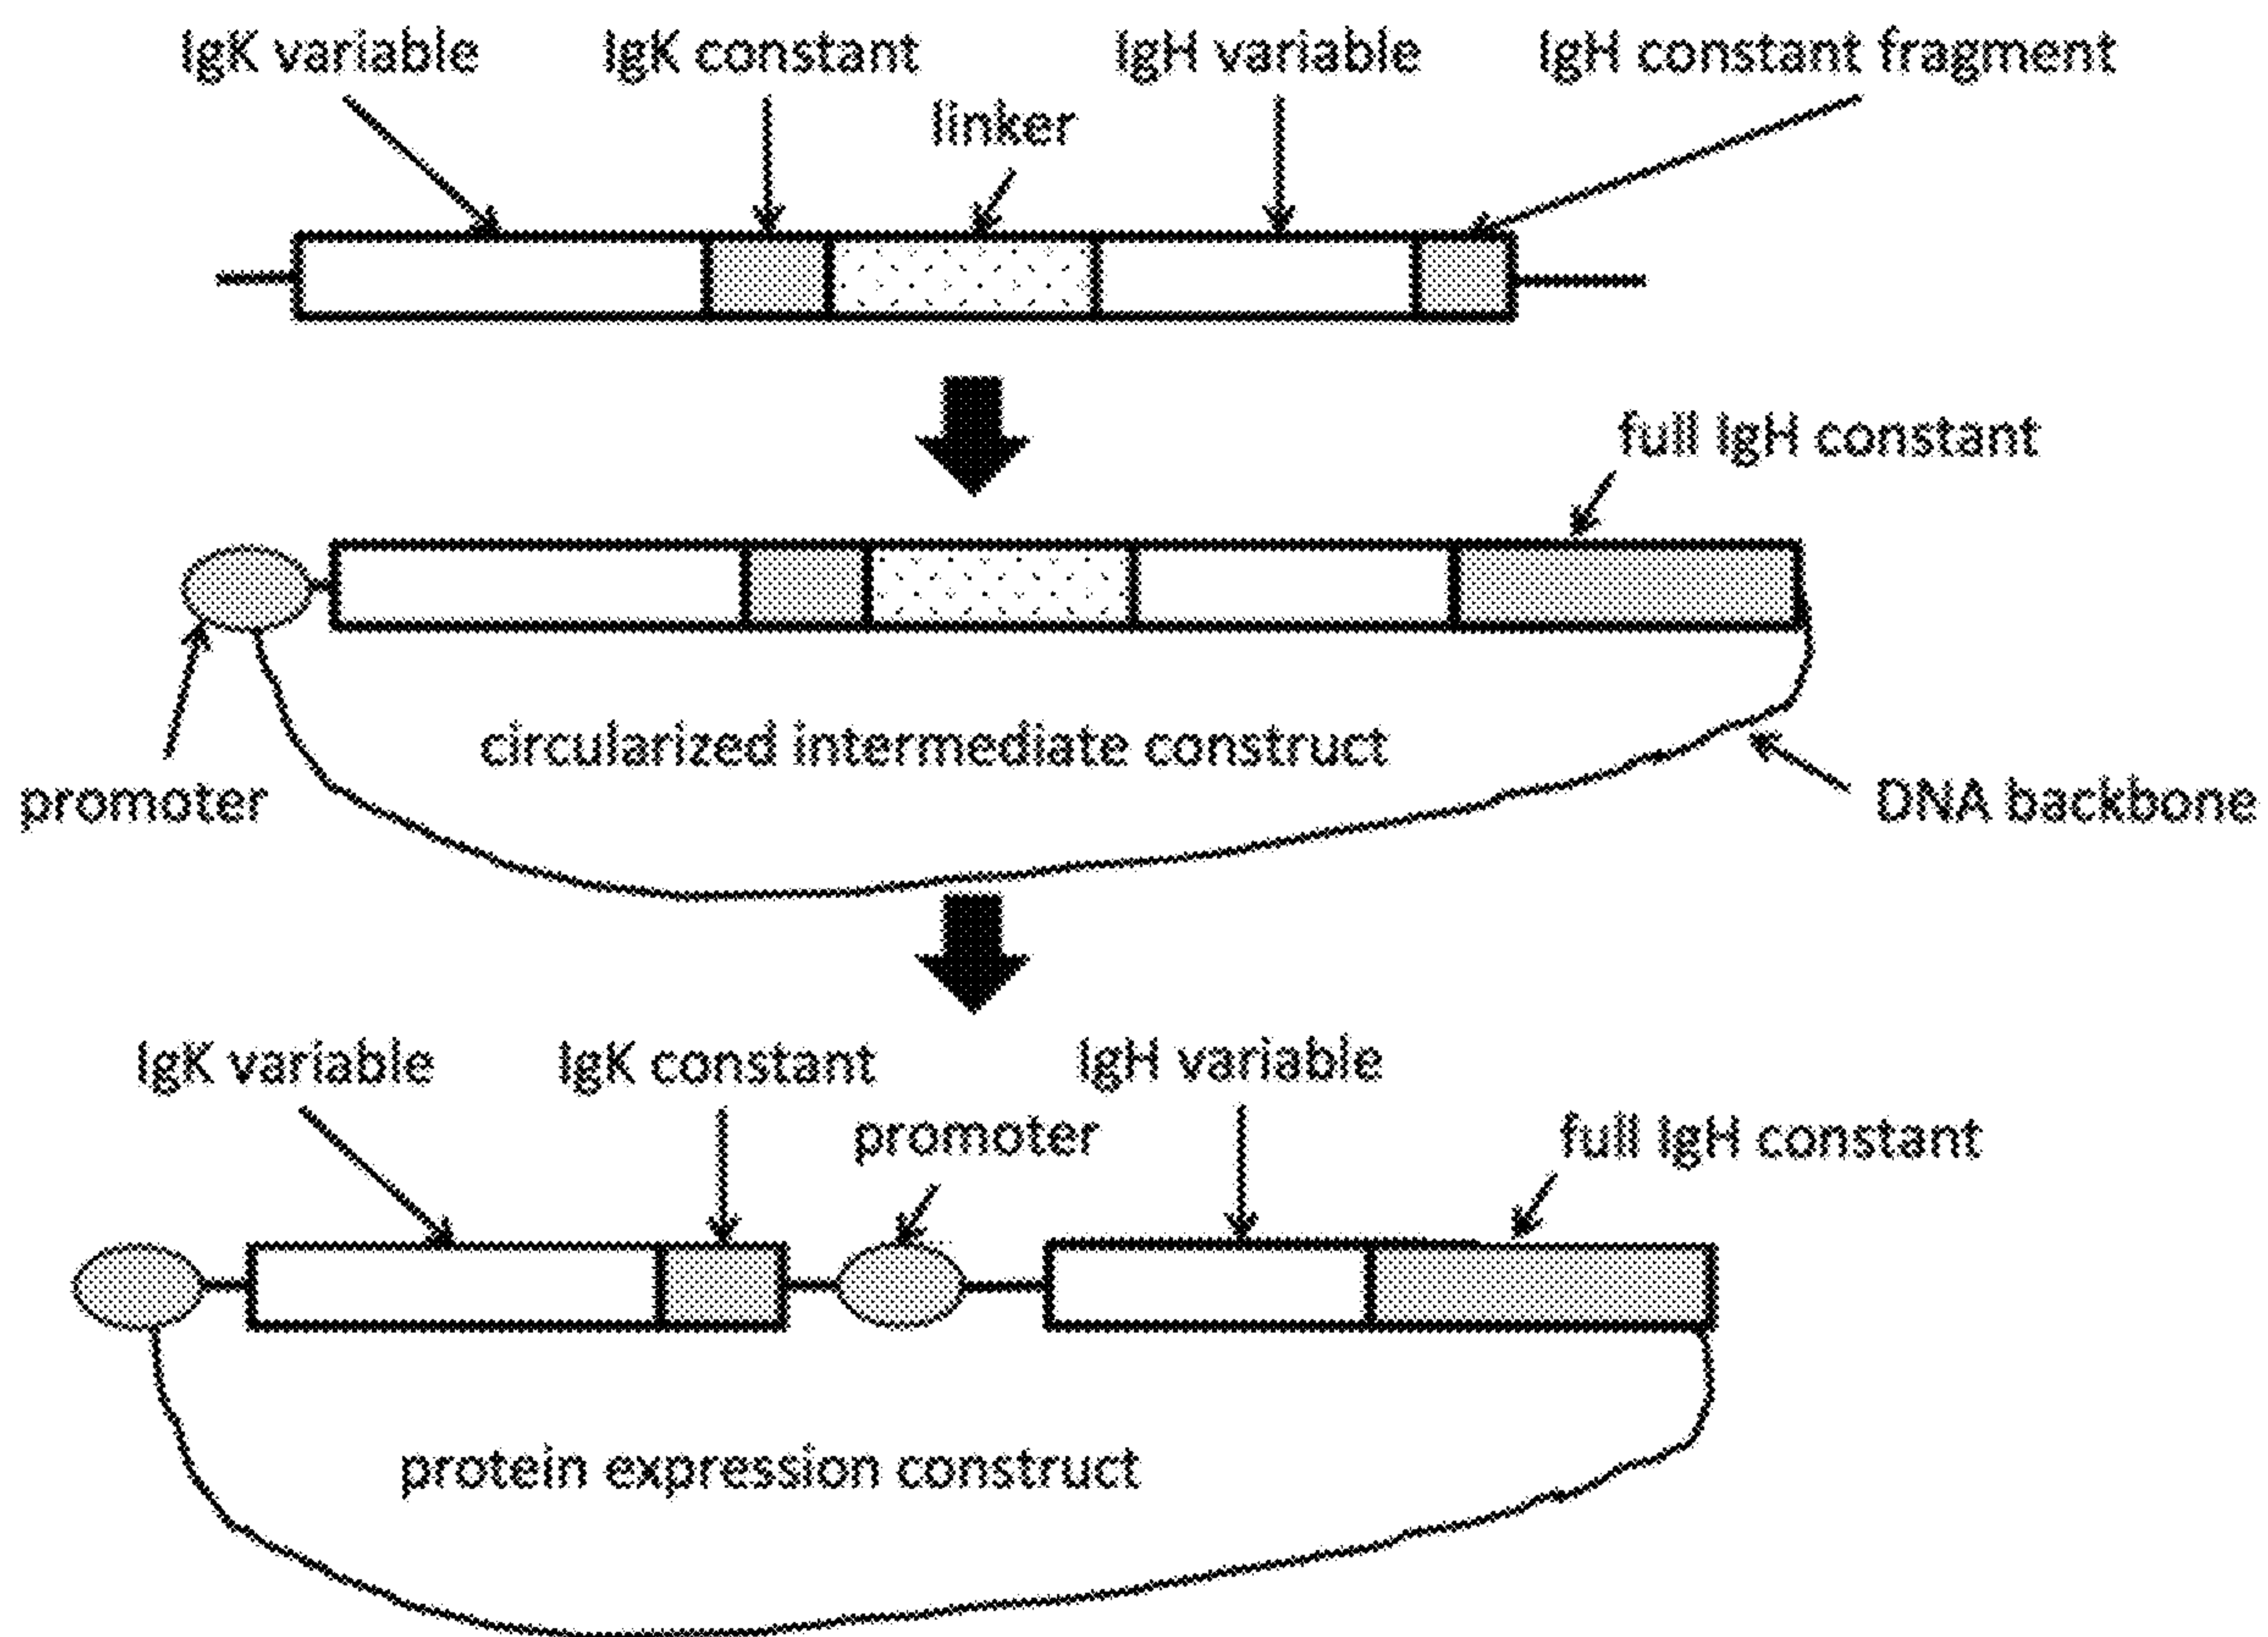 IgK variable
IgK constant
linker
IgH variable
IgH constant fragment
full IgH constant
circularized intermediate construct
promoter
DNA backbone
IgK variable
IgK constant
promoter
IgH variable
full IgH constant
protein expression construct